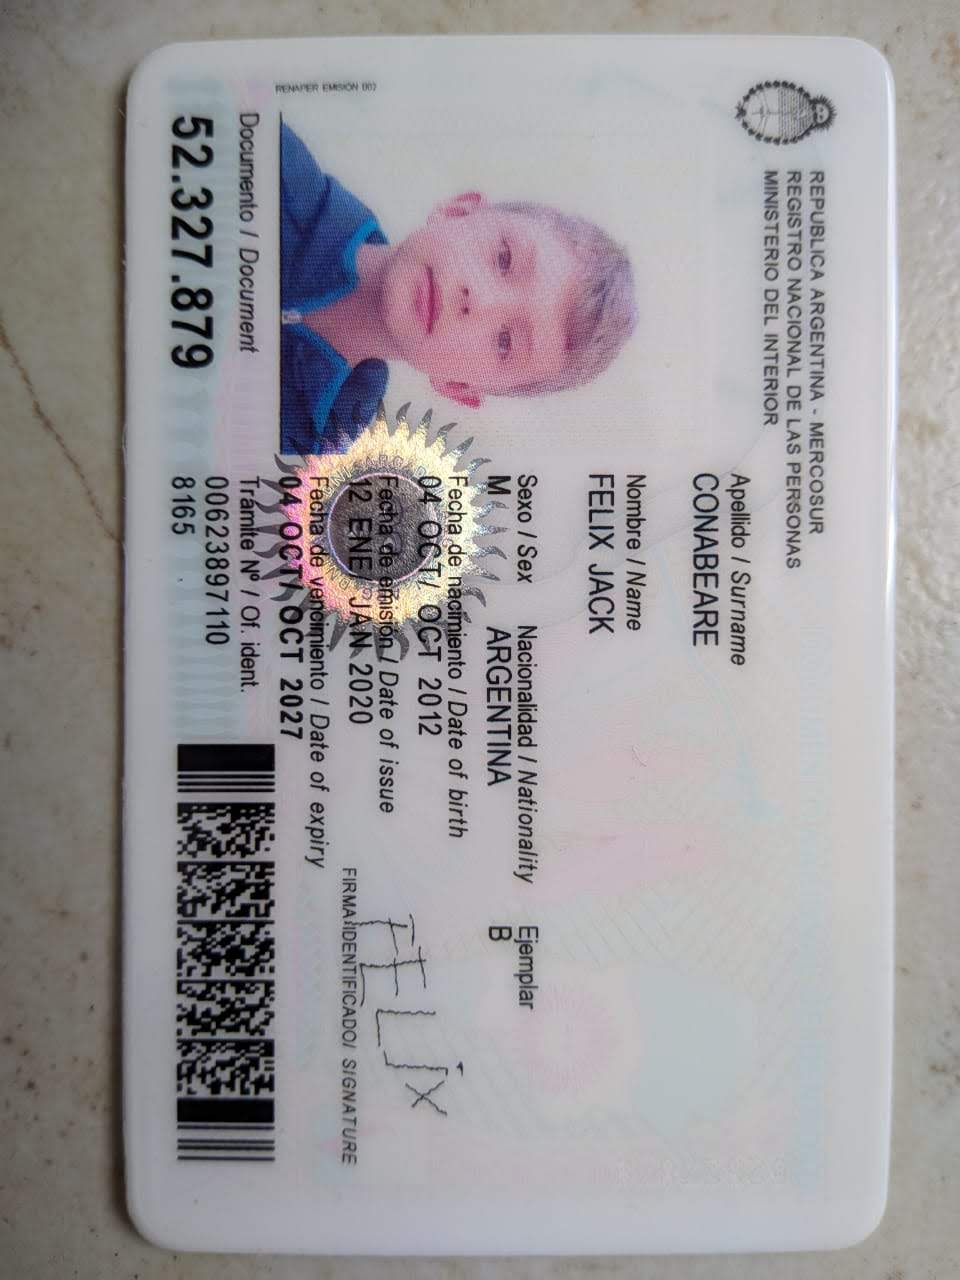 REPUBLICA ARGENTINA - MERCOSUR
REGISTRO NACIONAL DE LAS PERSONAS
MINISTERIO DEL INTERIOR
Apellido / Surname
CONABEARE
Nombre / Name
FELIX JACK
Sexo / Sex Nacionalidad / Nationality Ejemplar
M ARGENTINA B
Fecha de nacimiento / Date of birth
04 OCT/ OCT 2012
Fecha de emisión / Date of issue
12 ENE/ JAN 2020
Fecha de vencimiento / Date of expiry
04 OCT/ OCT 2027
FELIX
FIRMA IDENTIFICADO/ SIGNATURE
RENAPER EMISIÓN 002
Documento / Document
52.327.879
Trámite Nº / Of. ident.
00623897110
8165